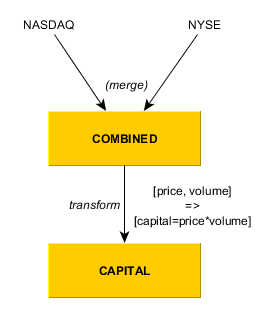 NASDAQ NYSE
(merge)
COMBINED
transform
[price, volume]
=>
[capital=price*volume]
CAPITAL